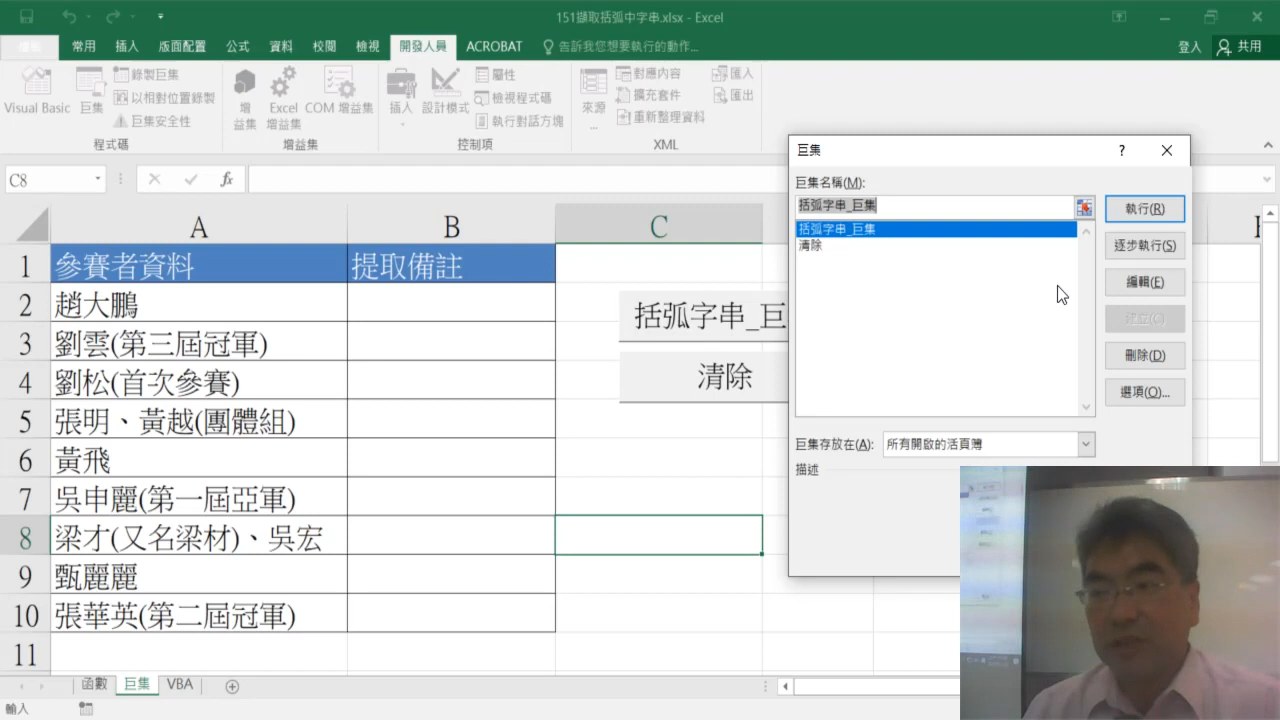 151擷取括弧中字串.xlsx - Excel
常用 插入 版面配置 公式 資料 校閱 檢視 開發人員 ACROBAT 告訴我您想要執行的動作... 登入 共用
Visual Basic 巨集 錄製巨集 以相對位置錄製 巨集安全性
增益集 Excel 增益集 COM 增益集
插入 設計模式 屬性 檢視程式碼 執行對話方塊
來源 對應內容 擴充套件 重新整理資料 匯入 匯出
程式碼 增益集 控制項 XML
C8 fx
A B C
1 參賽者資料 提取備註
2 趙大鵬
3 劉雲(第三屆冠軍)
4 劉松(首次參賽)
5 張明、黃越(團體組)
6 黃飛
7 吳申麗(第一屆亞軍)
8 梁才(又名梁材)、吳宏
9 甄麗麗
10 張華英(第二屆冠軍)
11
括弧字串_巨
清除
巨集 ?
巨集名稱(M):
括弧字串_巨集
括弧字串_巨集
清除
執行(R)
逐步執行(S)
編輯(E)
建立(C)
刪除(D)
選項(O)...
巨集存放在(A): 所有開啟的活頁簿
描述
函數 巨集 VBA
輸入